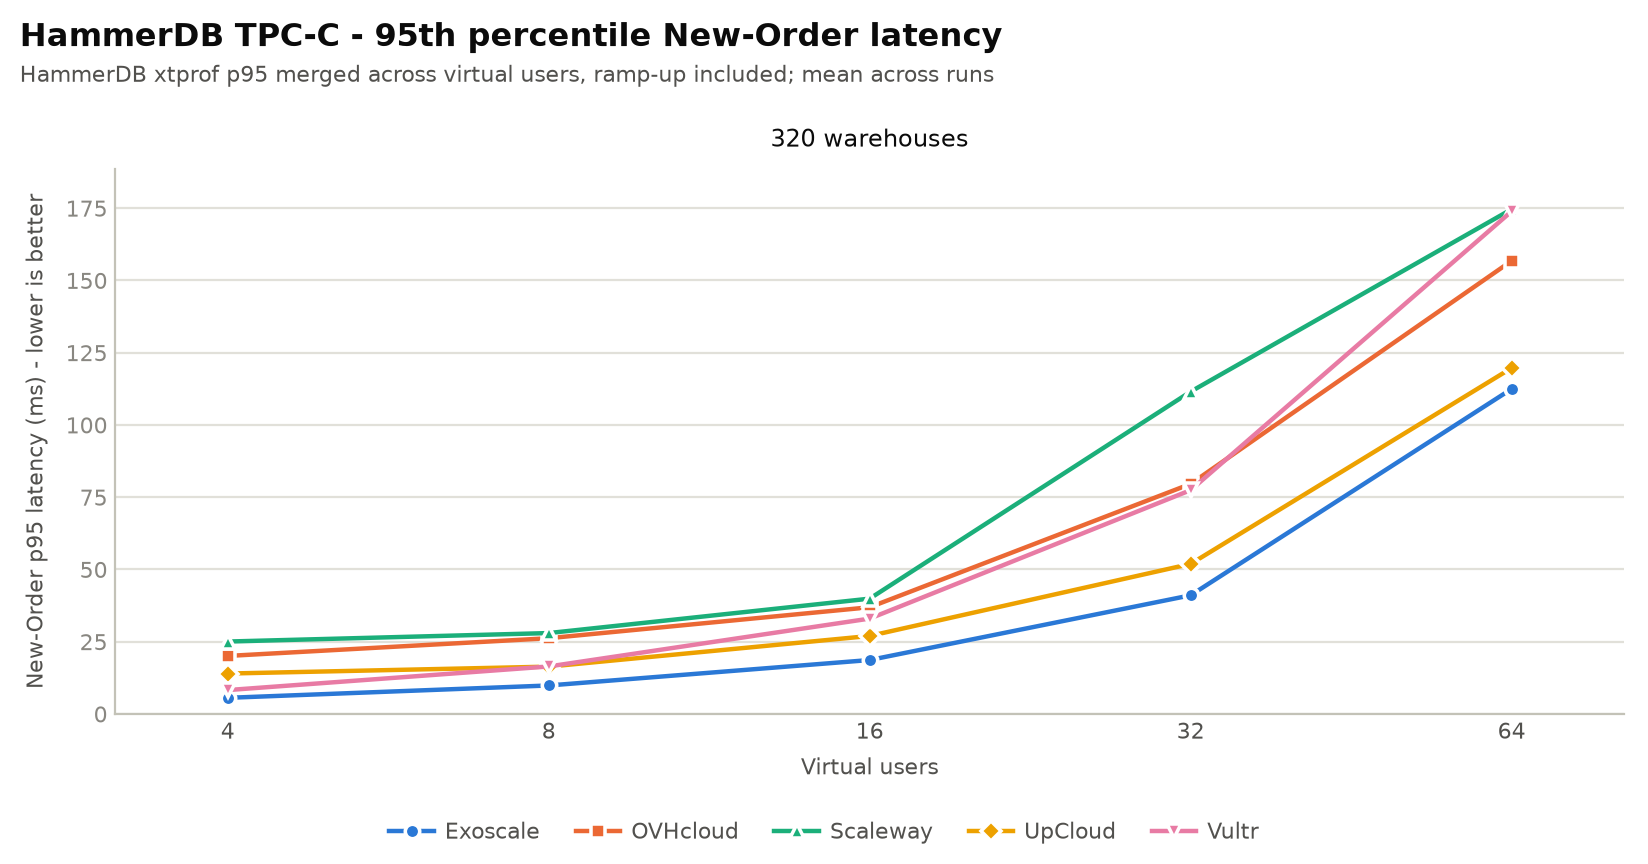 HammerDB TPC-C - 95th percentile New-Order latency
HammerDB xtprof p95 merged across virtual users, ramp-up included; mean across runs
320 warehouses
New-Order p95 latency (ms) - lower is better
175
150
125
100
75
50
25
0
4 8 16 32 64
Virtual users
Exoscale OVHcloud Scaleway UpCloud Vultr